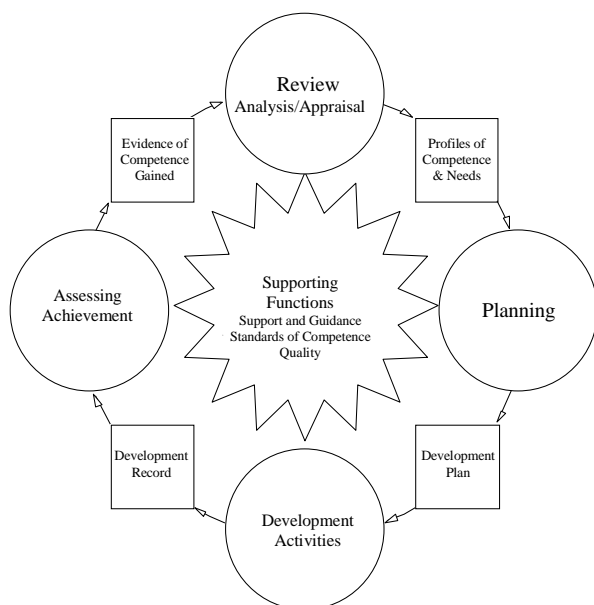 Review
Analysis/Appraisal
Evidence of
Competence
Gained
Profiles of
Competence
& Needs
Assessing
Achievement
Supporting
Functions
Support and Guidance
Standards of Competence
Quality
Planning
Development
Record
Development
Plan
Development
Activities